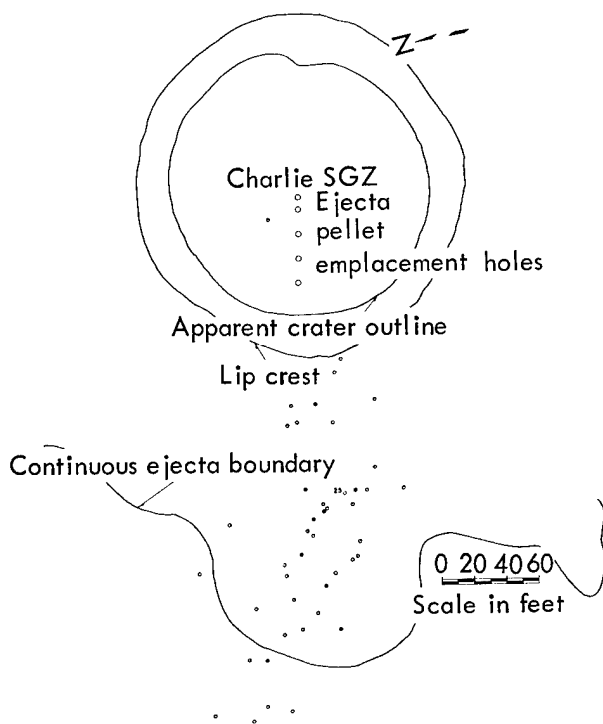 Z
Charlie SGZ
Ejecta
pellet
emplacement holes
Apparent crater outline
Lip crest
Continuous ejecta boundary
0 20 40 60
Scale in feet